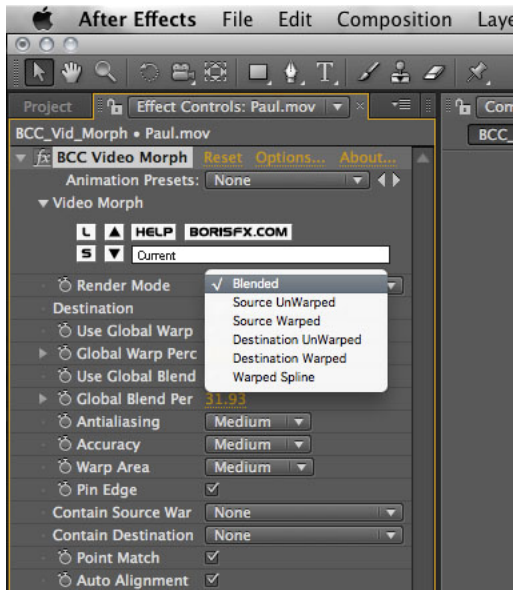 After Effects File Edit Composition Laye
Project Effect Controls: Paul.mov Com
BCC_Vid_Morph • Paul.mov BCC_
fx BCC Video Morph Reset Options... About...
Animation Presets: None
Video Morph
L HELP BORISFX.COM
S Current
Render Mode √ Blended
Source UnWarped
Destination Source Warped
Use Global Warp Destination UnWarped
Global Warp Perc Destination Warped
Use Global Blend Warped Spline
Global Blend Per 31.93
Antialiasing Medium
Accuracy Medium
Warp Area Medium
Pin Edge
Contain Source War None
Contain Destination None
Point Match
Auto Alignment